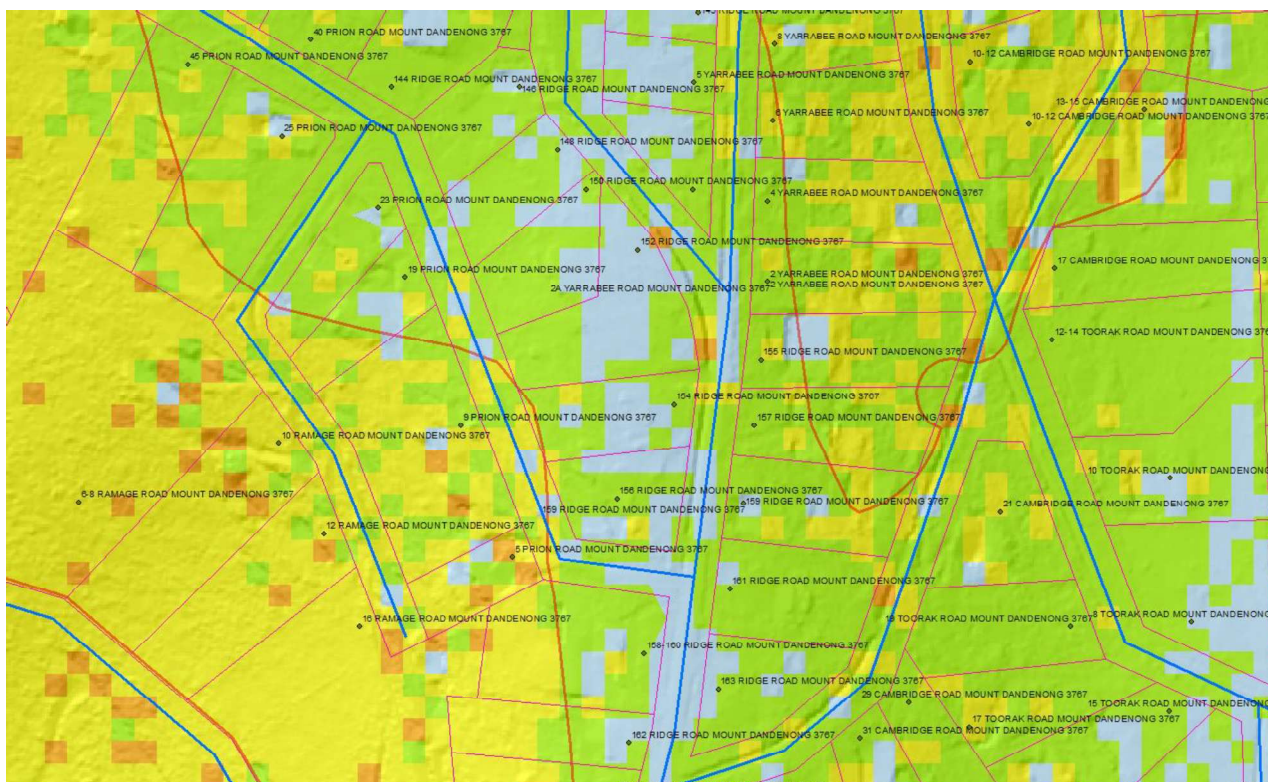 145 RIDGE ROAD MOUNT DANDENONG 3767
40 PRION ROAD MOUNT DANDENONG 3767
8 YARRABEE ROAD MOUNT DANDENONG 3767
10-12 CAMBRIDGE ROAD MOUNT DANDENONG 3767
45 PRION ROAD MOUNT DANDENONG 3767
5 YARRABEE ROAD MOUNT DANDENONG 3767
144 RIDGE ROAD MOUNT DANDENONG 3767
146 RIDGE ROAD MOUNT DANDENONG 3767
13-15 CAMBRIDGE ROAD MOUNT DANDENONG
6 YARRABEE ROAD MOUNT DANDENONG 3767
10-12 CAMBRIDGE ROAD MOUNT DANDENONG 3767
25 PRION ROAD MOUNT DANDENONG 3767
148 RIDGE ROAD MOUNT DANDENONG 3767
150 RIDGE ROAD MOUNT DANDENONG 3767
4 YARRABEE ROAD MOUNT DANDENONG 3767
23 PRION ROAD MOUNT DANDENONG 3767
152 RIDGE ROAD MOUNT DANDENONG 3767
17 CAMBRIDGE ROAD MOUNT DANDENONG 3
19 PRION ROAD MOUNT DANDENONG 3767
2 YARRABEE ROAD MOUNT DANDENONG 3767
2A YARRABEE ROAD MOUNT DANDENONG 3767
2 YARRABEE ROAD MOUNT DANDENONG 3767
12-14 TOORAK ROAD MOUNT DANDENONG 3
155 RIDGE ROAD MOUNT DANDENONG 3767
154 RIDGE ROAD MOUNT DANDENONG 3767
9 PRION ROAD MOUNT DANDENONG 3767
157 RIDGE ROAD MOUNT DANDENONG 3767
10 RAMAGE ROAD MOUNT DANDENONG 3767
10 TOORAK ROAD MOUNT DANDENONG
6-8 RAMAGE ROAD MOUNT DANDENONG 3767
156 RIDGE ROAD MOUNT DANDENONG 3767
159 RIDGE ROAD MOUNT DANDENONG 3767
159 RIDGE ROAD MOUNT DANDENONG 3767
21 CAMBRIDGE ROAD MOUNT DANDENONG 3767
12 RAMAGE ROAD MOUNT DANDENONG 3767
5 PRION ROAD MOUNT DANDENONG 3767
161 RIDGE ROAD MOUNT DANDENONG 3767
16 RAMAGE ROAD MOUNT DANDENONG 3767
19 TOORAK ROAD MOUNT DANDENONG 3767
8 TOORAK ROAD MOUNT DANDENONG
158-160 RIDGE ROAD MOUNT DANDENONG 3767
163 RIDGE ROAD MOUNT DANDENONG 3767
29 CAMBRIDGE ROAD MOUNT DANDENONG 3767
15 TOORAK ROAD MOUNT DANDENONG
17 TOORAK ROAD MOUNT DANDENONG 3767
162 RIDGE ROAD MOUNT DANDENONG 3767
31 CAMBRIDGE ROAD MOUNT DANDENONG 3767